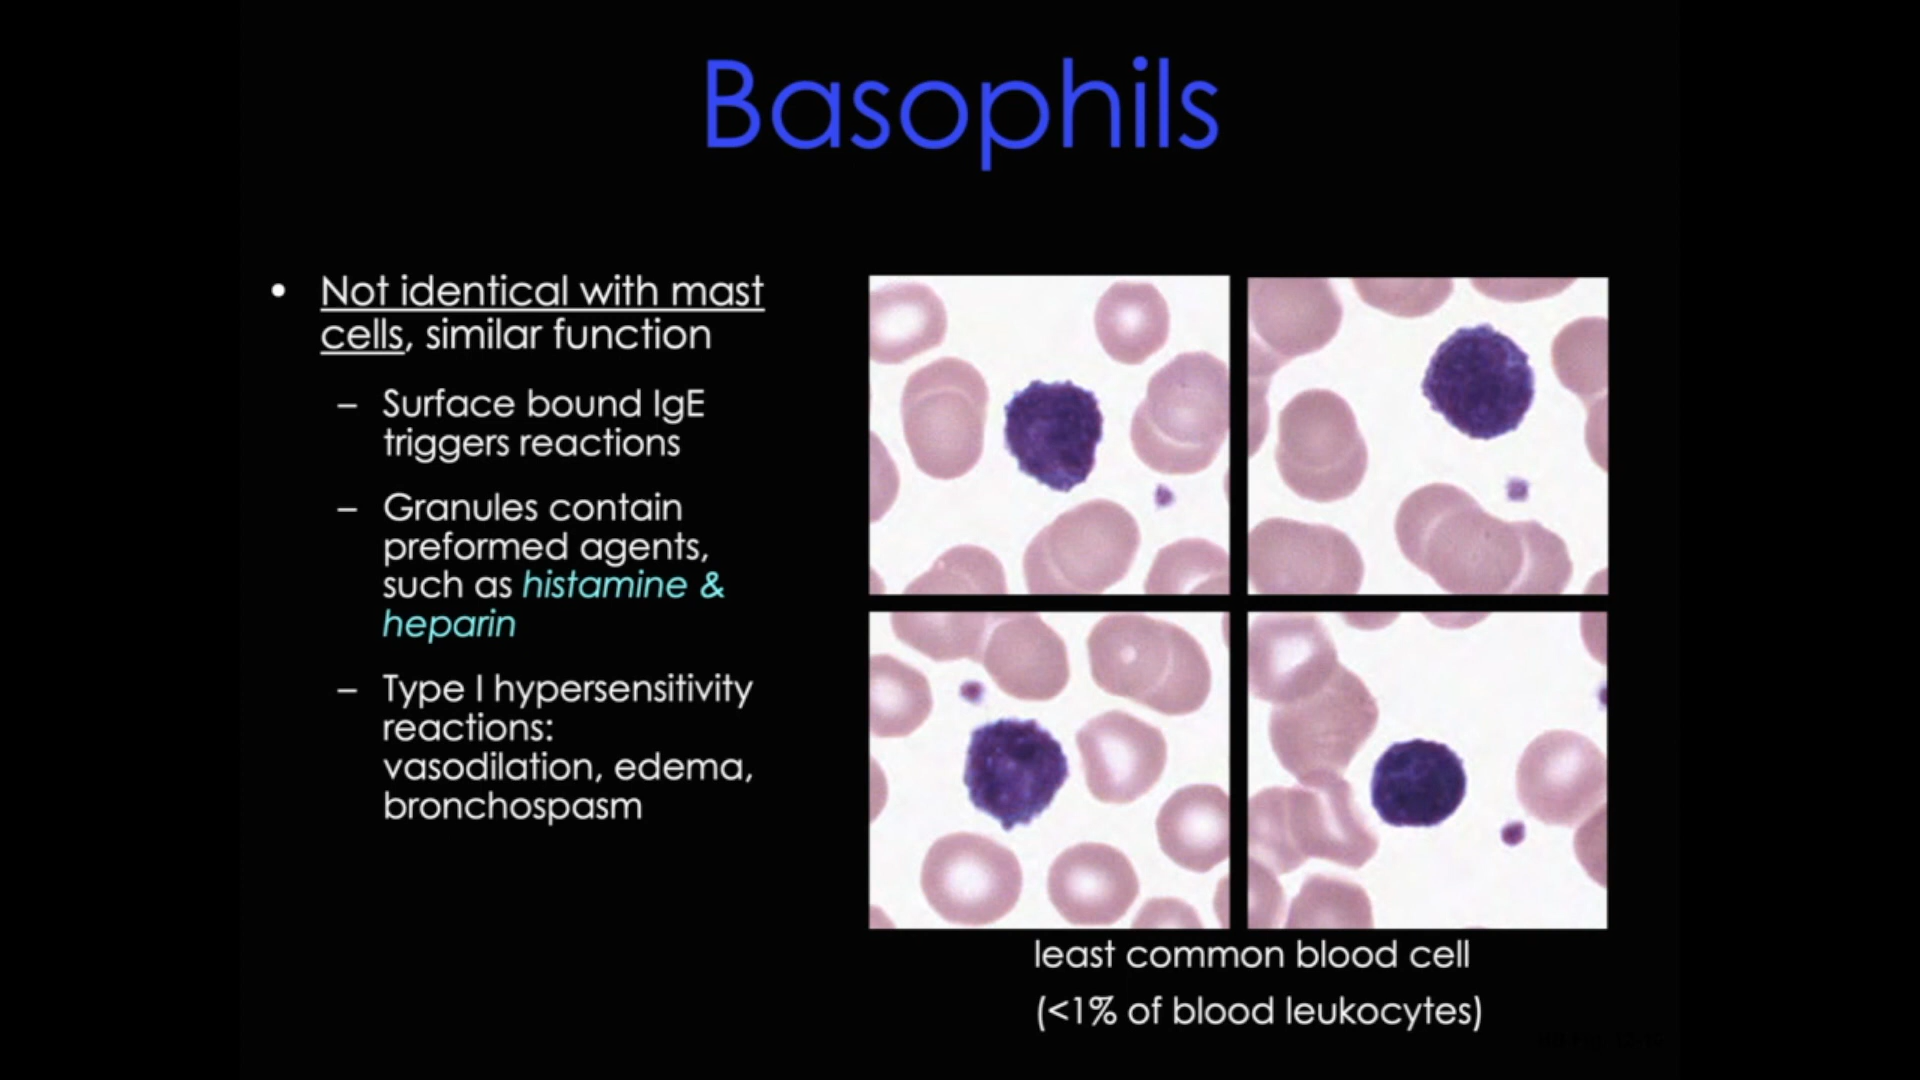 Basophils
• Not identical with mast
cells, similar function
– Surface bound IgE
triggers reactions
– Granules contain
preformed agents,
such as histamine &
heparin
– Type I hypersensitivity
reactions:
vasodilation, edema,
bronchospasm
least common blood cell
(<1% of blood leukocytes)